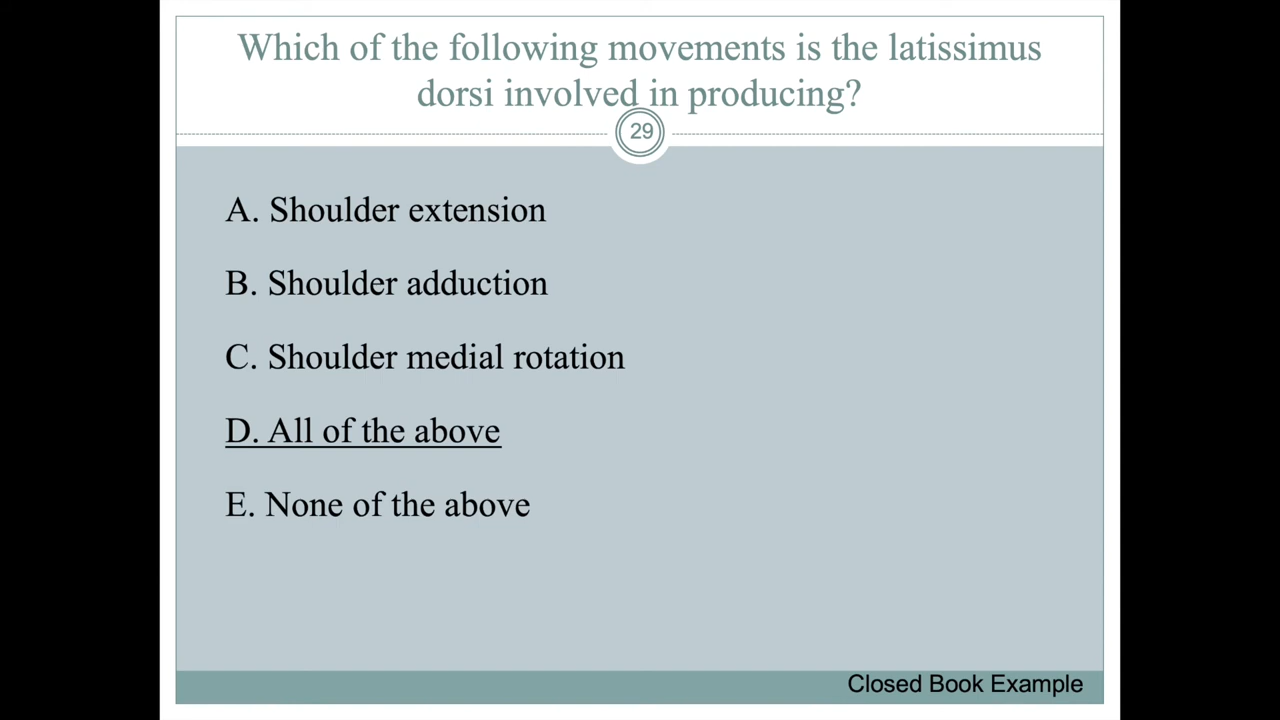 Which of the following movements is the latissimus
dorsi involved in producing?
29
A. Shoulder extension
B. Shoulder adduction
C. Shoulder medial rotation
D. All of the above
E. None of the above
Closed Book Example